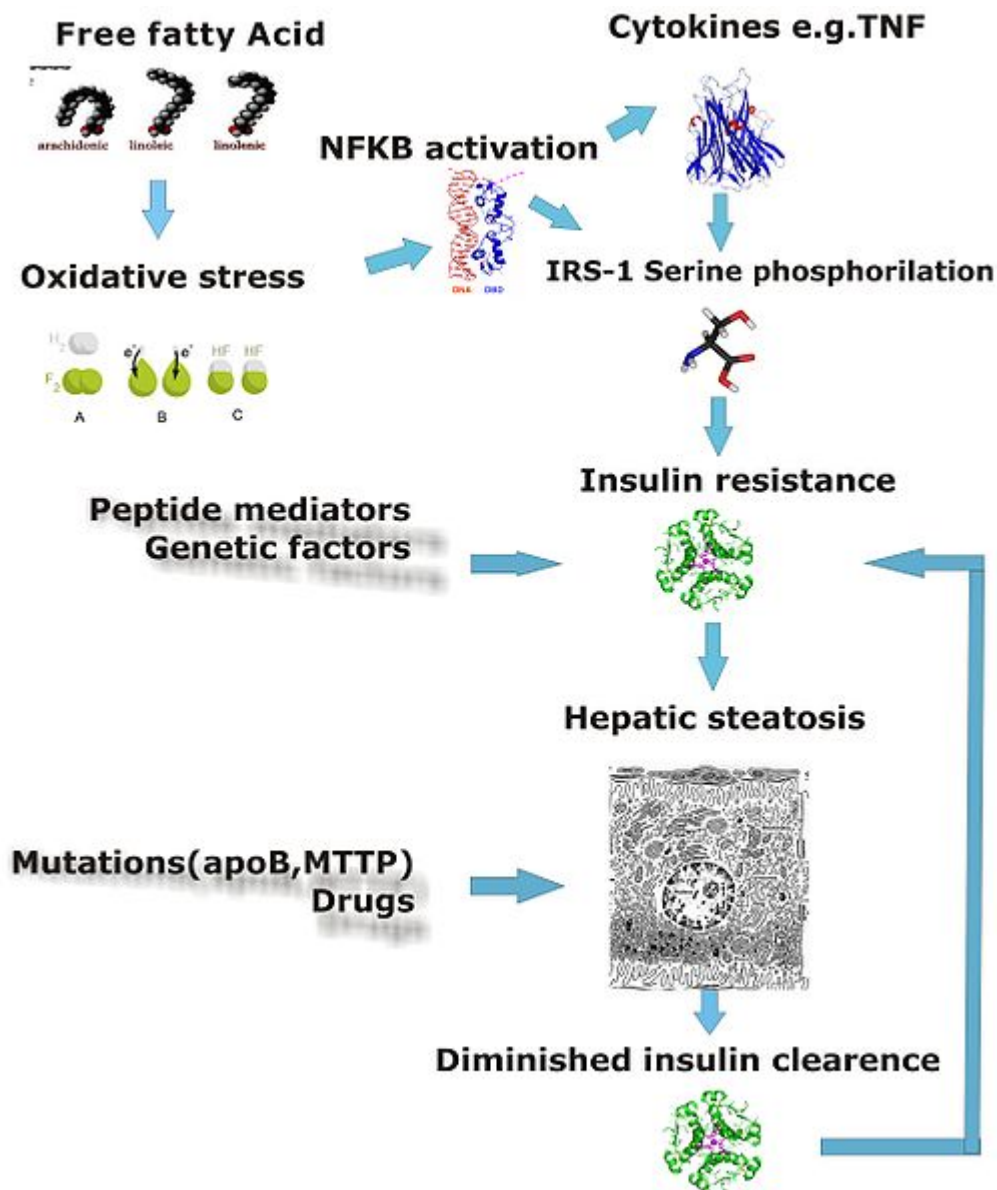 Free fatty Acid
Cytokines e.g.TNF
arachidonic linoleic linolenic
NFKB activation
DNA DBD
Oxidative stress
IRS-1 Serine phosphorilation
H2
e- e-
HF HF
F2
A B C
Insulin resistance
Peptide mediators
Genetic factors
Hepatic steatosis
Mutations(apoB,MTTP)
Drugs
Diminished insulin clearence